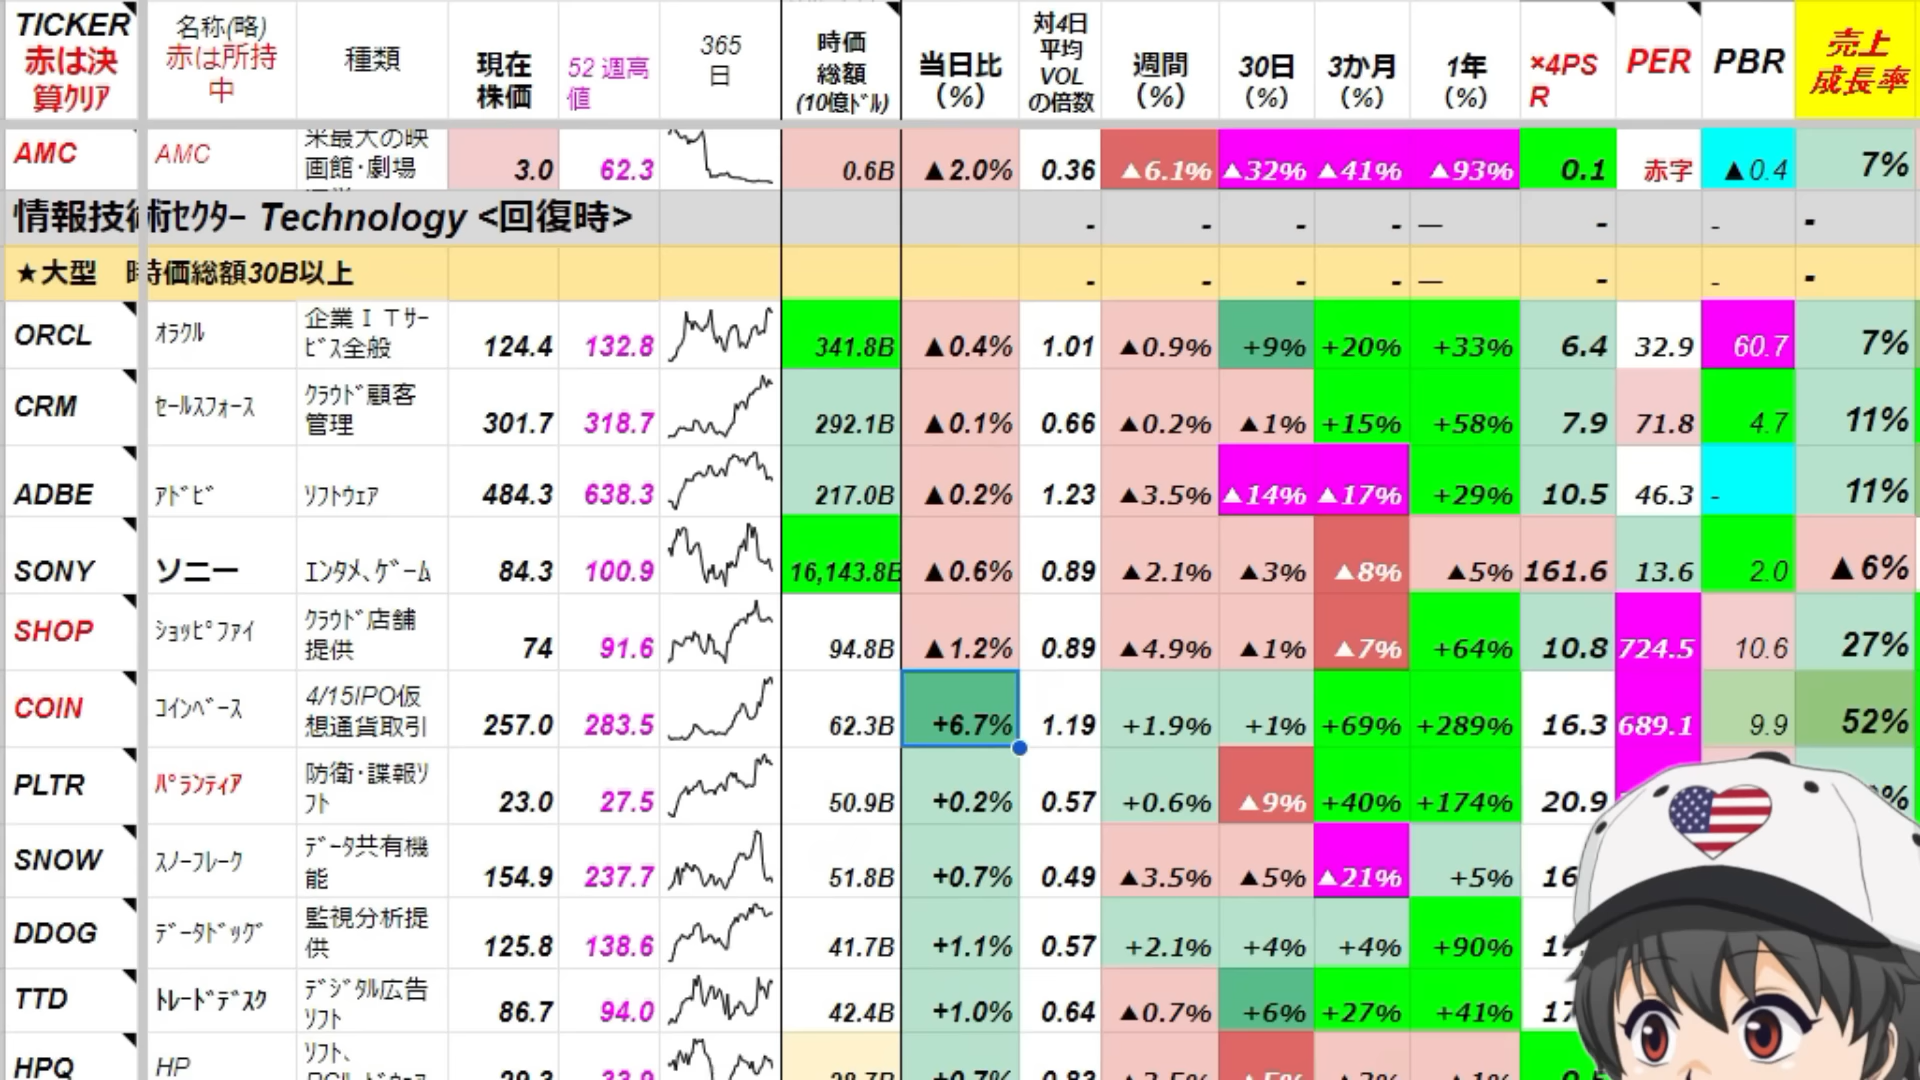 TICKER 名称(略) 種類 現在 52 週高 365 時価 当日比 対4日 週間 30日 3か月 1年 ×4PS PER PBR 売上
赤は決 赤は所持 株価 値 日 総額 (%) 平均 (%) (%) (%) (%) R 成長率
算ｸﾘｱ 中 (10億ﾄﾞﾙ) VOL
の倍数
AMC AMC 米最大の映
画館･劇場 3.0 62.3 0.6B ▲2.0% 0.36 ▲6.1% ▲32% ▲41% ▲93% 0.1 赤字 ▲0.4 7%
情報技術ｾｸﾀｰ Technology <回復時> - - - - — - - -
★大型 時価総額30B以上 - - - - — - - -
ORCL ｵﾗｸﾙ 企業ＩＴｻｰ
ﾋﾞｽ全般 124.4 132.8 341.8B ▲0.4% 1.01 ▲0.9% +9% +20% +33% 6.4 32.9 60.7 7%
CRM ｾｰﾙｽﾌｫｰｽ ｸﾗｳﾄﾞ顧客
管理 301.7 318.7 292.1B ▲0.1% 0.66 ▲0.2% ▲1% +15% +58% 7.9 71.8 4.7 11%
ADBE ｱﾄﾞﾋﾞ ｿﾌﾄｳｪｱ 484.3 638.3 217.0B ▲0.2% 1.23 ▲3.5% ▲14% ▲17% +29% 10.5 46.3 - 11%
SONY ソニー ｴﾝﾀﾒ､ｹﾞｰﾑ 84.3 100.9 16,143.8B ▲0.6% 0.89 ▲2.1% ▲3% ▲8% ▲5% 161.6 13.6 2.0 ▲6%
SHOP ｼｮｯﾋﾟﾌｧｲ ｸﾗｳﾄﾞ店舗
提供 74 91.6 94.8B ▲1.2% 0.89 ▲4.9% ▲1% ▲7% +64% 10.8 724.5 10.6 27%
COIN ｺｲﾝﾍﾞｰｽ 4/15IPO仮
想通貨取引 257.0 283.5 62.3B +6.7% 1.19 +1.9% +1% +69% +289% 16.3 689.1 9.9 52%
PLTR ﾊﾟﾗﾝﾃｨｱ 防衛･諜報ｿ
ﾌﾄ 23.0 27.5 50.9B +0.2% 0.57 +0.6% ▲9% +40% +174% 20.9 %
SNOW ｽﾉｰﾌﾚｰｸ ﾃﾞｰﾀ共有機
能 154.9 237.7 51.8B +0.7% 0.49 ▲3.5% ▲5% ▲21% +5% 16
DDOG ﾃﾞｰﾀﾄﾞｯｸﾞ 監視分析提
供 125.8 138.6 41.7B +1.1% 0.57 +2.1% +4% +4% +90%
TTD ﾄﾚｰﾄﾞﾃﾞｽｸ ﾃﾞｼﾞﾀﾙ広告
ｿﾌﾄ 86.7 94.0 42.4B +1.0% 0.64 ▲0.7% +6% +27% +41% 17
HPQ HP ｿﾌﾄ､